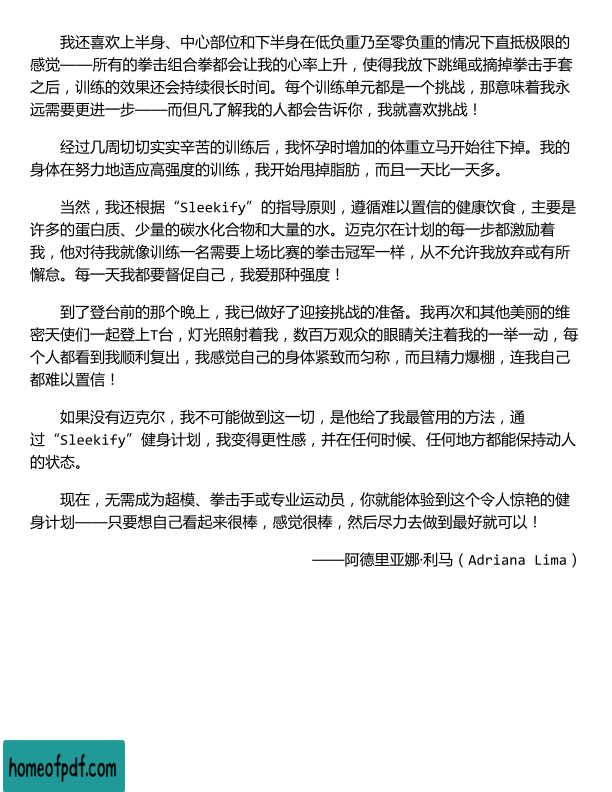 我还喜欢上半身、中心部位和下半身在低负重乃至零负重的情况下直抵极限的
感觉——所有的拳击组合拳都会让我的心率上升，使得我放下跳绳或摘掉拳击手套
之后，训练的效果还会持续很长时间。每个训练单元都是一个挑战，那意味着我永
远需要更进一步——而但凡了解我的人都会告诉你，我就喜欢挑战！
经过几周切切实实辛苦的训练后，我怀孕时增加的体重立马开始往下掉。我的
身体在努力地适应高强度的训练，我开始甩掉脂肪，而且一天比一天多。
当然，我还根据“Sleekify”的指导原则，遵循难以置信的健康饮食，主要是
许多的蛋白质、少量的碳水化合物和大量的水。迈克尔在计划的每一步都激励着
我，他对待我就像训练一名需要上场比赛的拳击冠军一样，从不允许我放弃或有所
懈怠。每一天我都要督促自己，我爱那种强度！
到了登台前的那个晚上，我已做好了迎接挑战的准备。我再次和其他美丽的维
密天使们一起登上T台，灯光照射着我，数百万观众的眼睛关注着我的一举一动，每
个人都看到我顺利复出，我感觉自己的身体紧致而匀称，而且精力爆棚，连我自己
都难以置信！
如果没有迈克尔，我不可能做到这一切，是他给了我最管用的方法，通
过“Sleekify”健身计划，我变得更性感，并在任何时候、任何地方都能保持动人
的状态。
现在，无需成为超模、拳击手或专业运动员，你就能体验到这个令人惊艳的健
身计划——只要想自己看起来很棒，感觉很棒，然后尽力去做到最好就可以！
——阿德里亚娜·利马（Adriana Lima）
homeofpdf.com